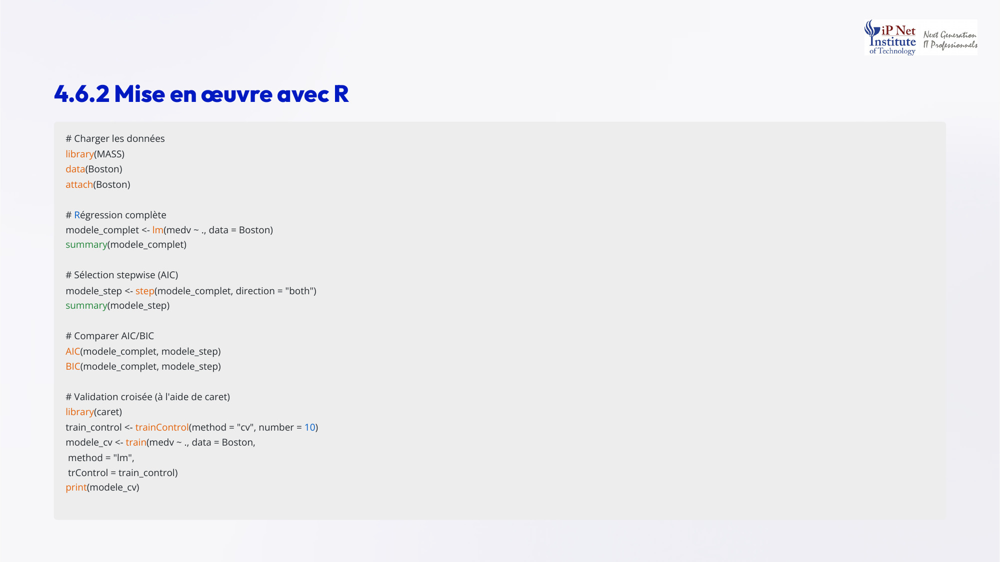 iP Net
Institute
of Technology
Next Generation
IT Professionnels
4.6.2 Mise en œuvre avec R
# Charger les données
library(MASS)
data(Boston)
attach(Boston)
# Régression complète
modele_complet <- lm(medv ~ ., data = Boston)
summary(modele_complet)
# Sélection stepwise (AIC)
modele_step <- step(modele_complet, direction = "both")
summary(modele_step)
# Comparer AIC/BIC
AIC(modele_complet, modele_step)
BIC(modele_complet, modele_step)
# Validation croisée (à l'aide de caret)
library(caret)
train_control <- trainControl(method = "cv", number = 10)
modele_cv <- train(medv ~ ., data = Boston,
method = "lm",
trControl = train_control)
print(modele_cv)